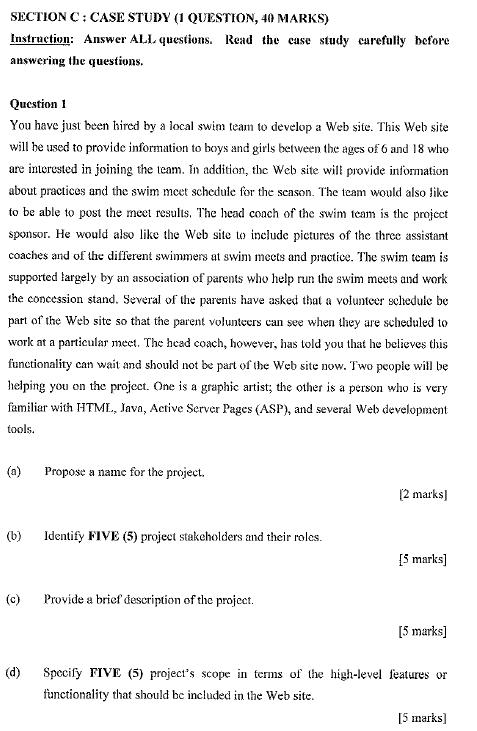 SECTION C : CASE STUDY (1 QUESTION, 40 MARKS)
Instruction: Answer ALL questions. Read the case study carefully before
answering the questions.
Question 1
You have just been hired by a local swim team to develop a Web site. This Web site
will be used to provide information to boys and girls between the ages of 6 and 18 who
are interested in joining the team. In addition, the Web site will provide information
about practices and the swim meet schedule for the season. The team would also like
to be able to post the meet results. The head coach of the swim team is the project
sponsor. He would also like the Web site to include pictures of the three assistant
coaches and of the different swimmers at swim meets and practice. The swim team is
supported largely by an association of parents who help run the swim meets and work
the concession stand. Several of the parents have asked that a volunteer schedule be
part of the Web site so that the parent volunteers can see when they are scheduled to
work at a particular meet. The head coach, however, has told you that he believes this
functionality can wait and should not be part of the Web site now. Two people will be
helping you on the project. One is a graphic artist; the other is a person who is very
familiar with HTML, Java, Active Server Pages (ASP), and several Web development
tools.
(a) Propose a name for the project.
[2 marks]
(b) Identify FIVE (5) project stakeholders and their roles.
[5 marks]
(c) Provide a brief description of the project.
[5 marks]
(d) Specify FIVE (5) project's scope in terms of the high-level features or
functionality that should be included in the Web site.
[5 marks]